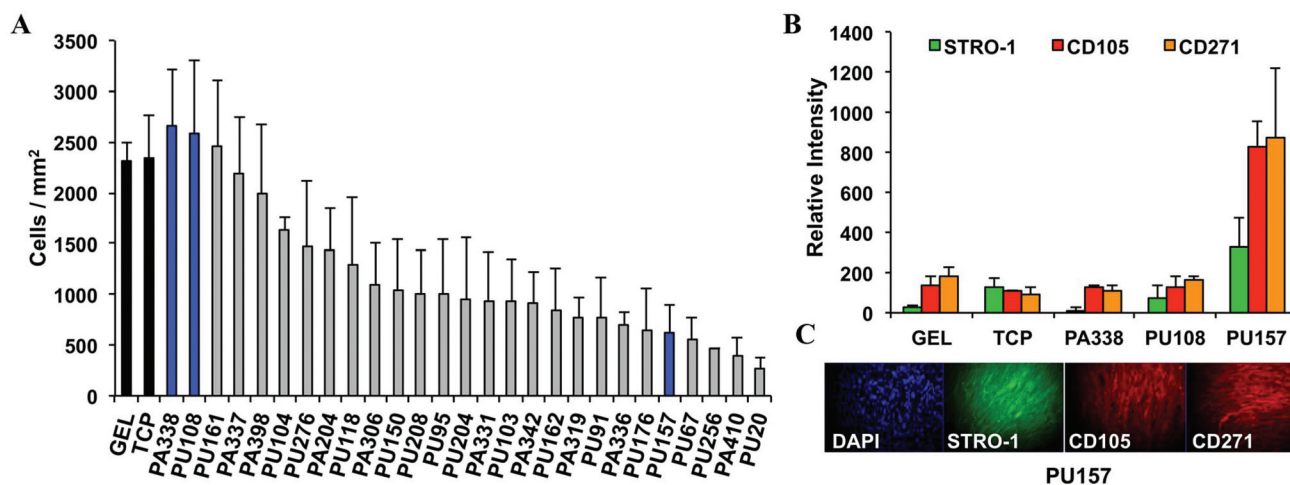 A
3500
3000
2500
2000
1500
1000
500
0
Cells / mm²
GEL
TCP
PA338
PU108
PU161
PA337
PA398
PU104
PU276
PA204
PU118
PA306
PU150
PU208
PU95
PU204
PA331
PU103
PA342
PU162
PA319
PU91
PA336
PU176
PU157
PU67
PU256
PA410
PU20
B
1400
1200
1000
800
600
400
200
0
Relative Intensity
STRO-1 CD105 CD271
GEL TCP PA338 PU108 PU157
C
DAPI STRO-1 CD105 CD271
PU157